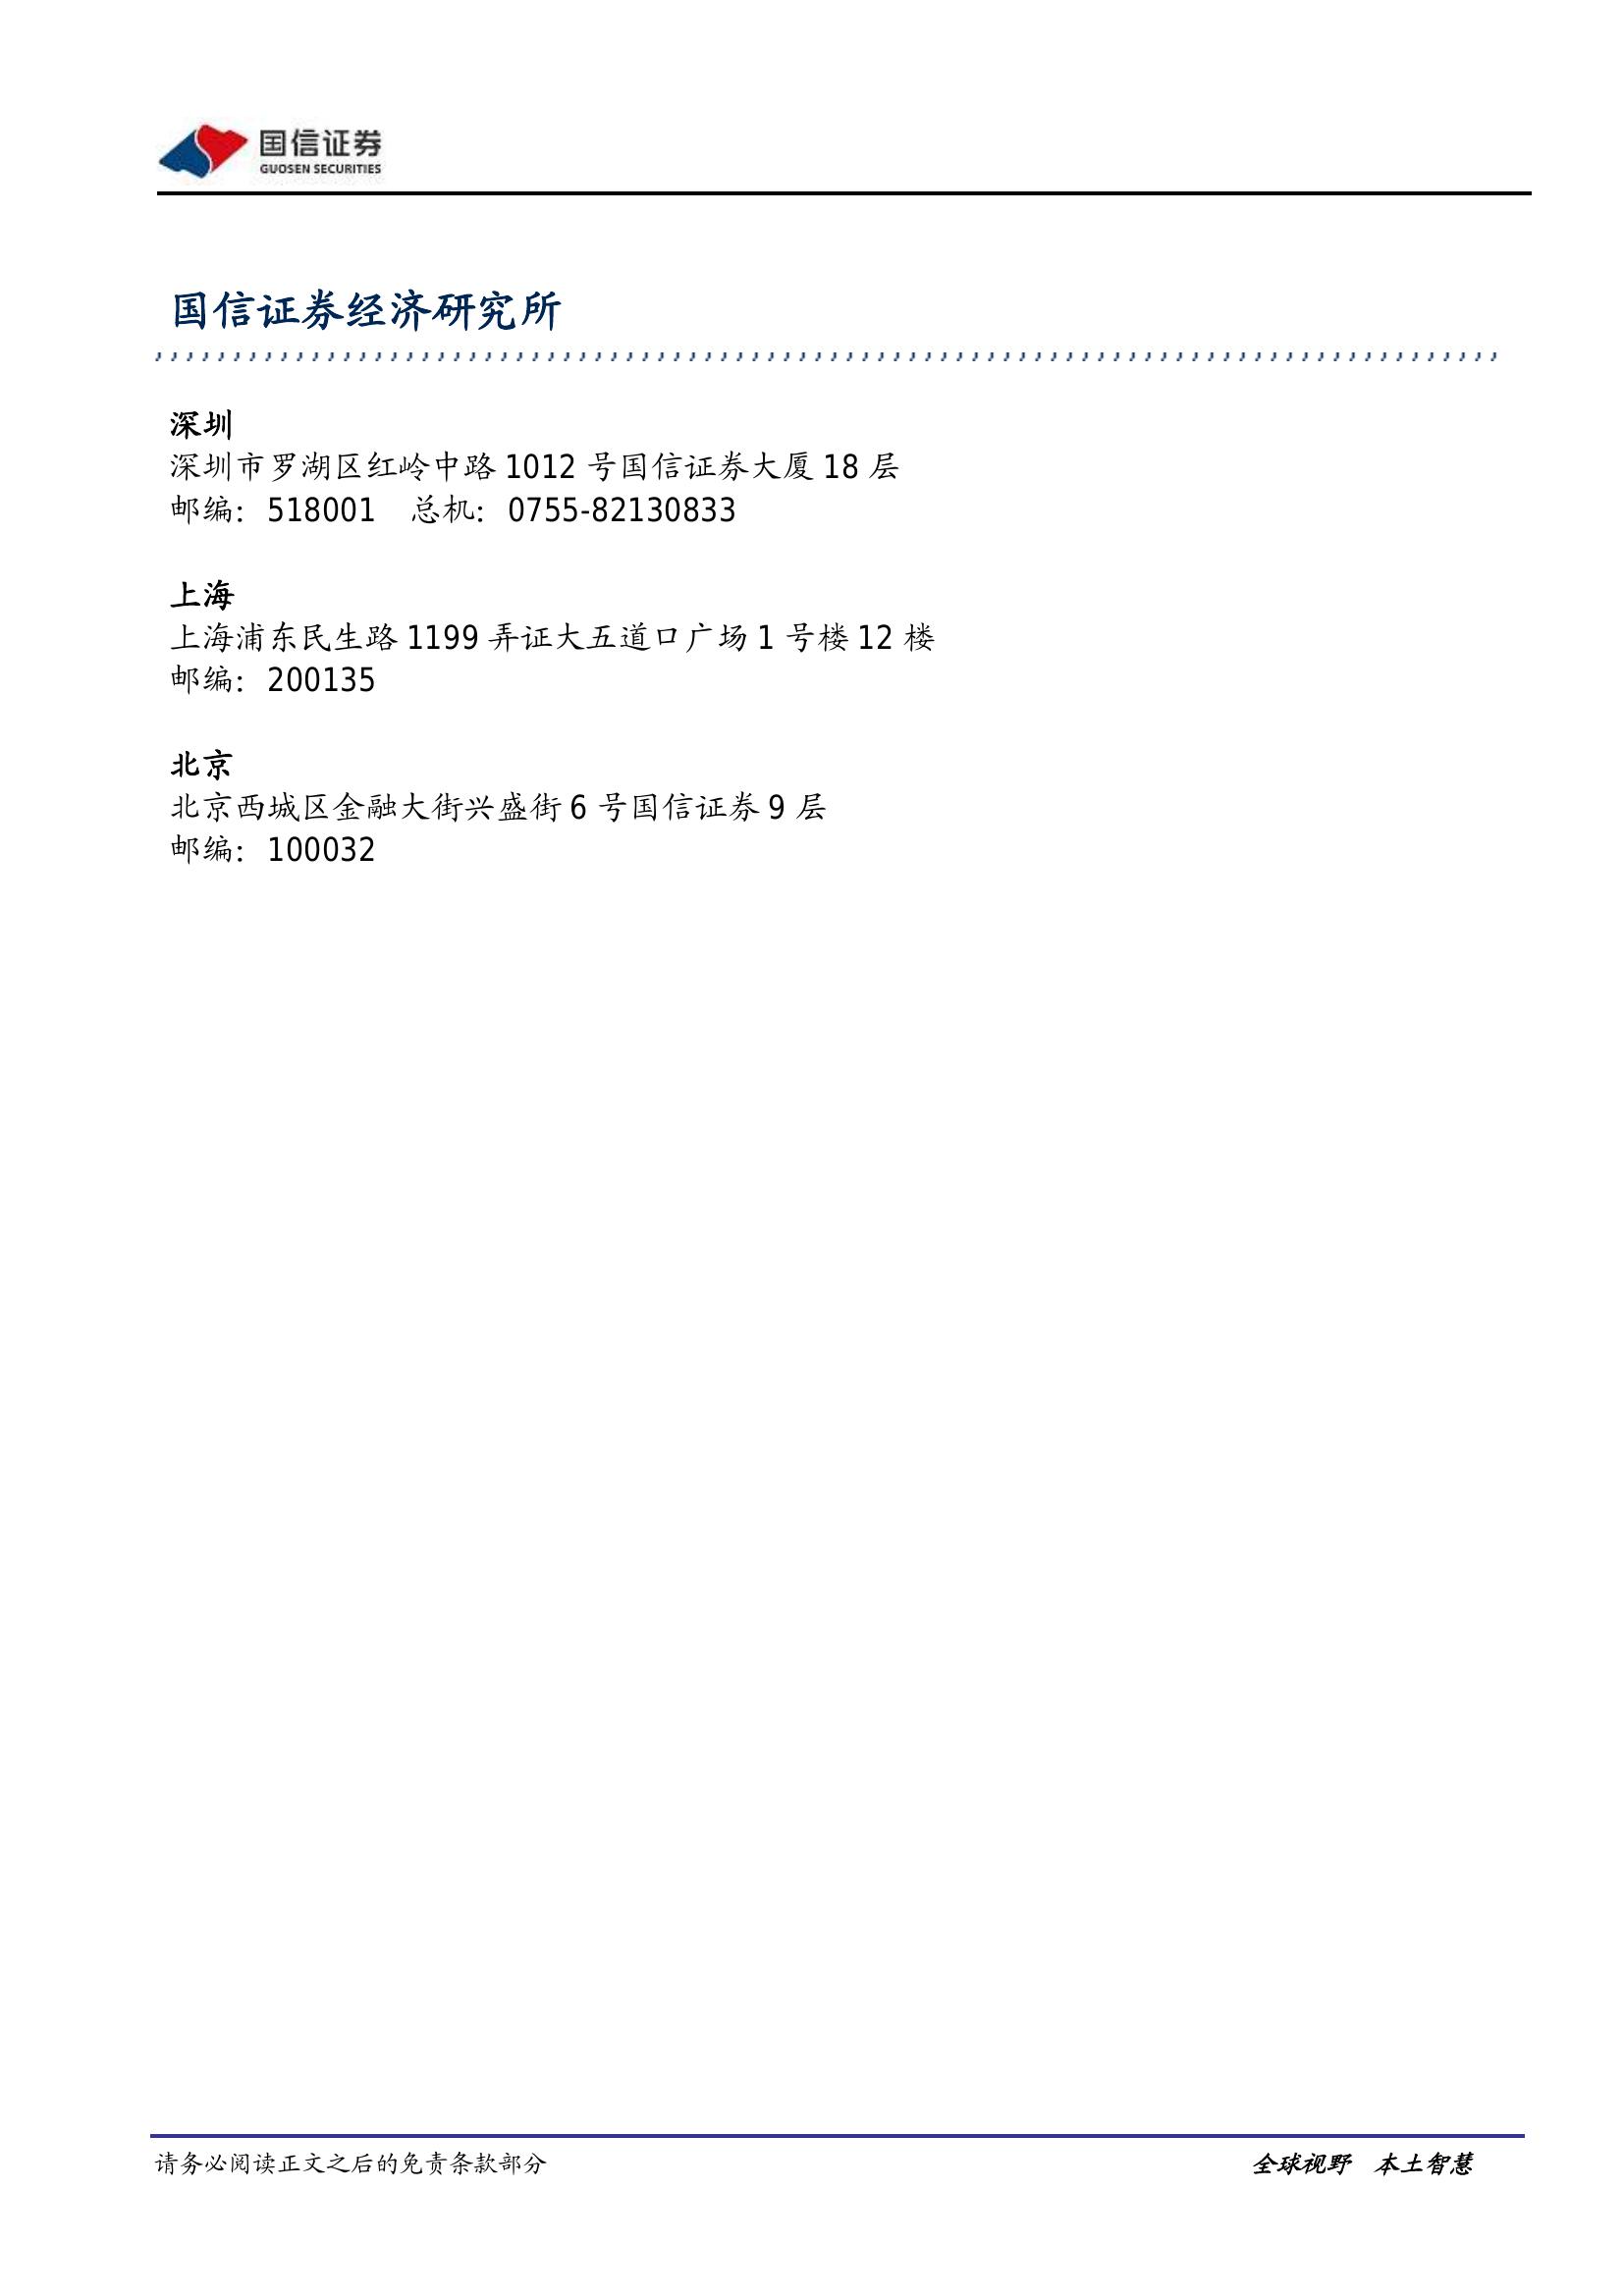 国信证券
GUOSEN SECURITIES
国信证券经济研究所
深圳
深圳市罗湖区红岭中路 1012 号国信证券大厦 18 层
邮编：518001　总机：0755-82130833
上海
上海浦东民生路 1199 弄证大五道口广场 1 号楼 12 楼
邮编：200135
北京
北京西城区金融大街兴盛街 6 号国信证券 9 层
邮编：100032
请务必阅读正文之后的免责条款部分
全球视野　本土智慧